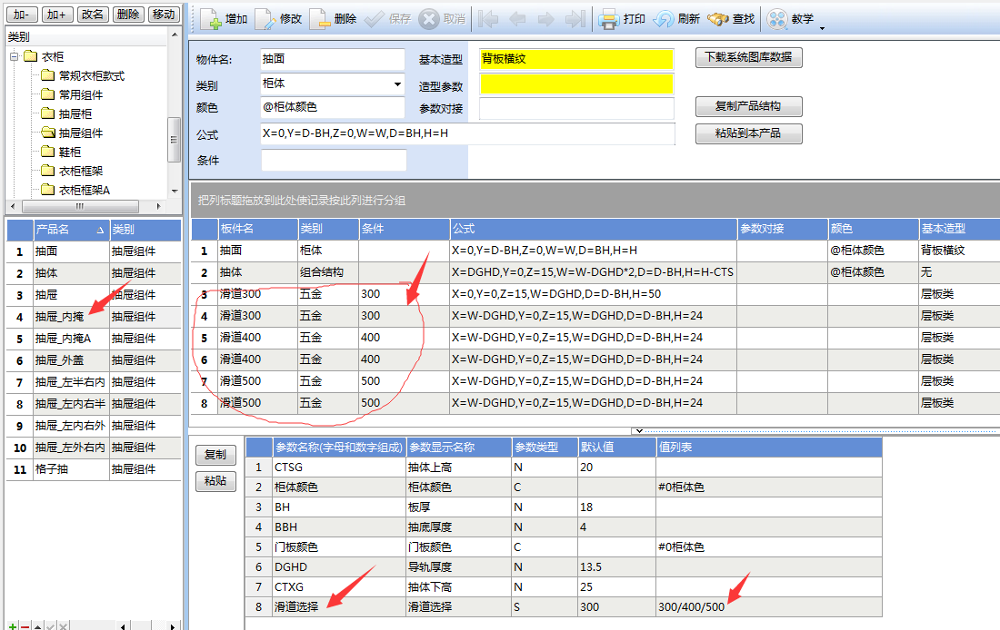 加- 加+ 改名 删除 移动
类别
衣柜
常规衣柜款式
常用组件
抽屉柜
抽屉组件
鞋柜
衣柜框架
衣柜框架A
产品名 类别
1 抽面 抽屉组件
2 抽体 抽屉组件
3 抽屉 抽屉组件
4 抽屉_内掩 抽屉组件
5 抽屉_内掩A 抽屉组件
6 抽屉_外盖 抽屉组件
7 抽屉_左半右内 抽屉组件
8 抽屉_左内右半 抽屉组件
9 抽屉_左内右外 抽屉组件
10 抽屉_左外右内 抽屉组件
11 格子抽 抽屉组件
增加 修改 删除 保存 取消 打印 刷新 查找 教学
物件名: 抽面 基本造型 背板横纹 下载系统图库数据
类别 柜体 造型参数
颜色 @柜体颜色 参数对接 复制产品结构
公式 X=0,Y=D-BH,Z=0,W=W,D=BH,H=H 粘贴到本产品
条件
把列标题拖放到此处使记录按此列进行分组
板件名 类别 条件 公式 参数对接 颜色 基本造型
1 抽面 柜体 X=0,Y=D-BH,Z=0,W=W,D=BH,H=H @柜体颜色 背板横纹
2 抽体 组合结构 X=DGHD,Y=0,Z=15,W=W-DGHD*2,D=D-BH,H=H-CTS @柜体颜色 无
3 滑道300 五金 300 X=0,Y=0,Z=15,W=DGHD,D=D-BH,H=50 层板类
4 滑道300 五金 300 X=W-DGHD,Y=0,Z=15,W=DGHD,D=D-BH,H=24 层板类
5 滑道400 五金 400 X=W-DGHD,Y=0,Z=15,W=DGHD,D=D-BH,H=24 层板类
6 滑道400 五金 400 X=W-DGHD,Y=0,Z=15,W=DGHD,D=D-BH,H=24 层板类
7 滑道500 五金 500 X=W-DGHD,Y=0,Z=15,W=DGHD,D=D-BH,H=24 层板类
8 滑道500 五金 500 X=W-DGHD,Y=0,Z=15,W=DGHD,D=D-BH,H=24 层板类
复制
粘贴
参数名称(字母和数字组成) 参数显示名称 参数类型 默认值 值列表
1 CTSG 抽体上高 N 20
2 柜体颜色 柜体颜色 C #0柜体色
3 BH 板厚 N 18
4 BBH 抽底厚度 N 4
5 门板颜色 门板颜色 C #0柜体色
6 DGHD 导轨厚度 N 13.5
7 CTXG 抽体下高 N 25
8 滑道选择 滑道选择 S 300 300/400/500